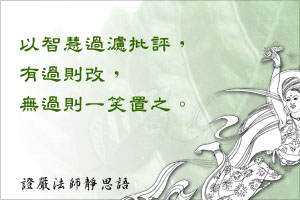 以智慧過濾批評，
有過則改，
無過則一笑置之。
證嚴法師靜思語